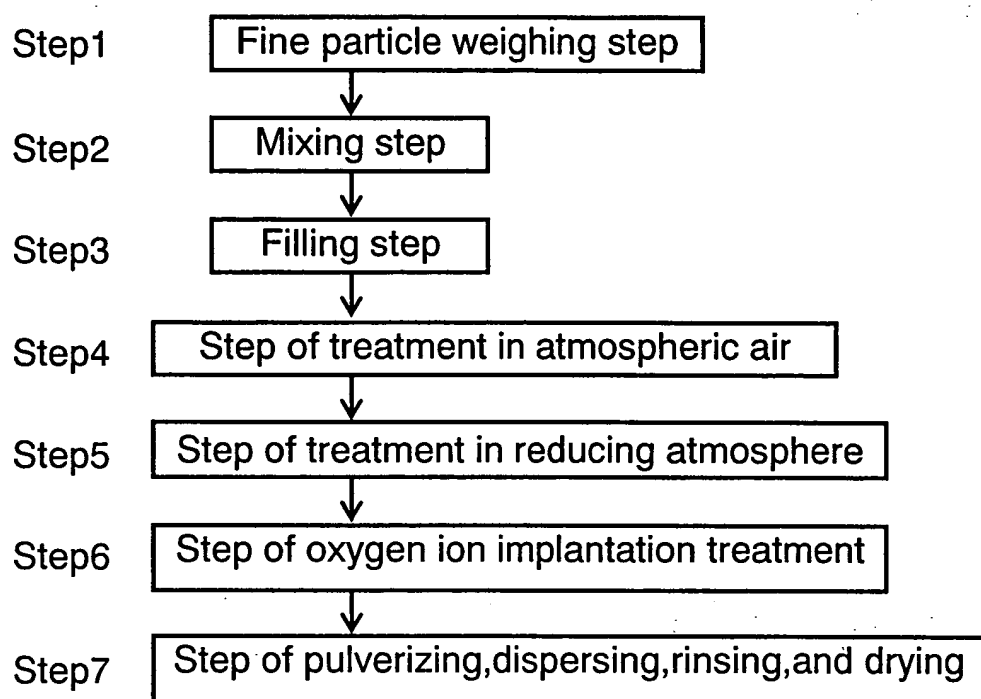 Step1 Fine particle weighing step
Step2 Mixing step
Step3 Filling step
Step4 Step of treatment in atmospheric air
Step5 Step of treatment in reducing atmosphere
Step6 Step of oxygen ion implantation treatment
Step7 Step of pulverizing,dispersing,rinsing,and drying